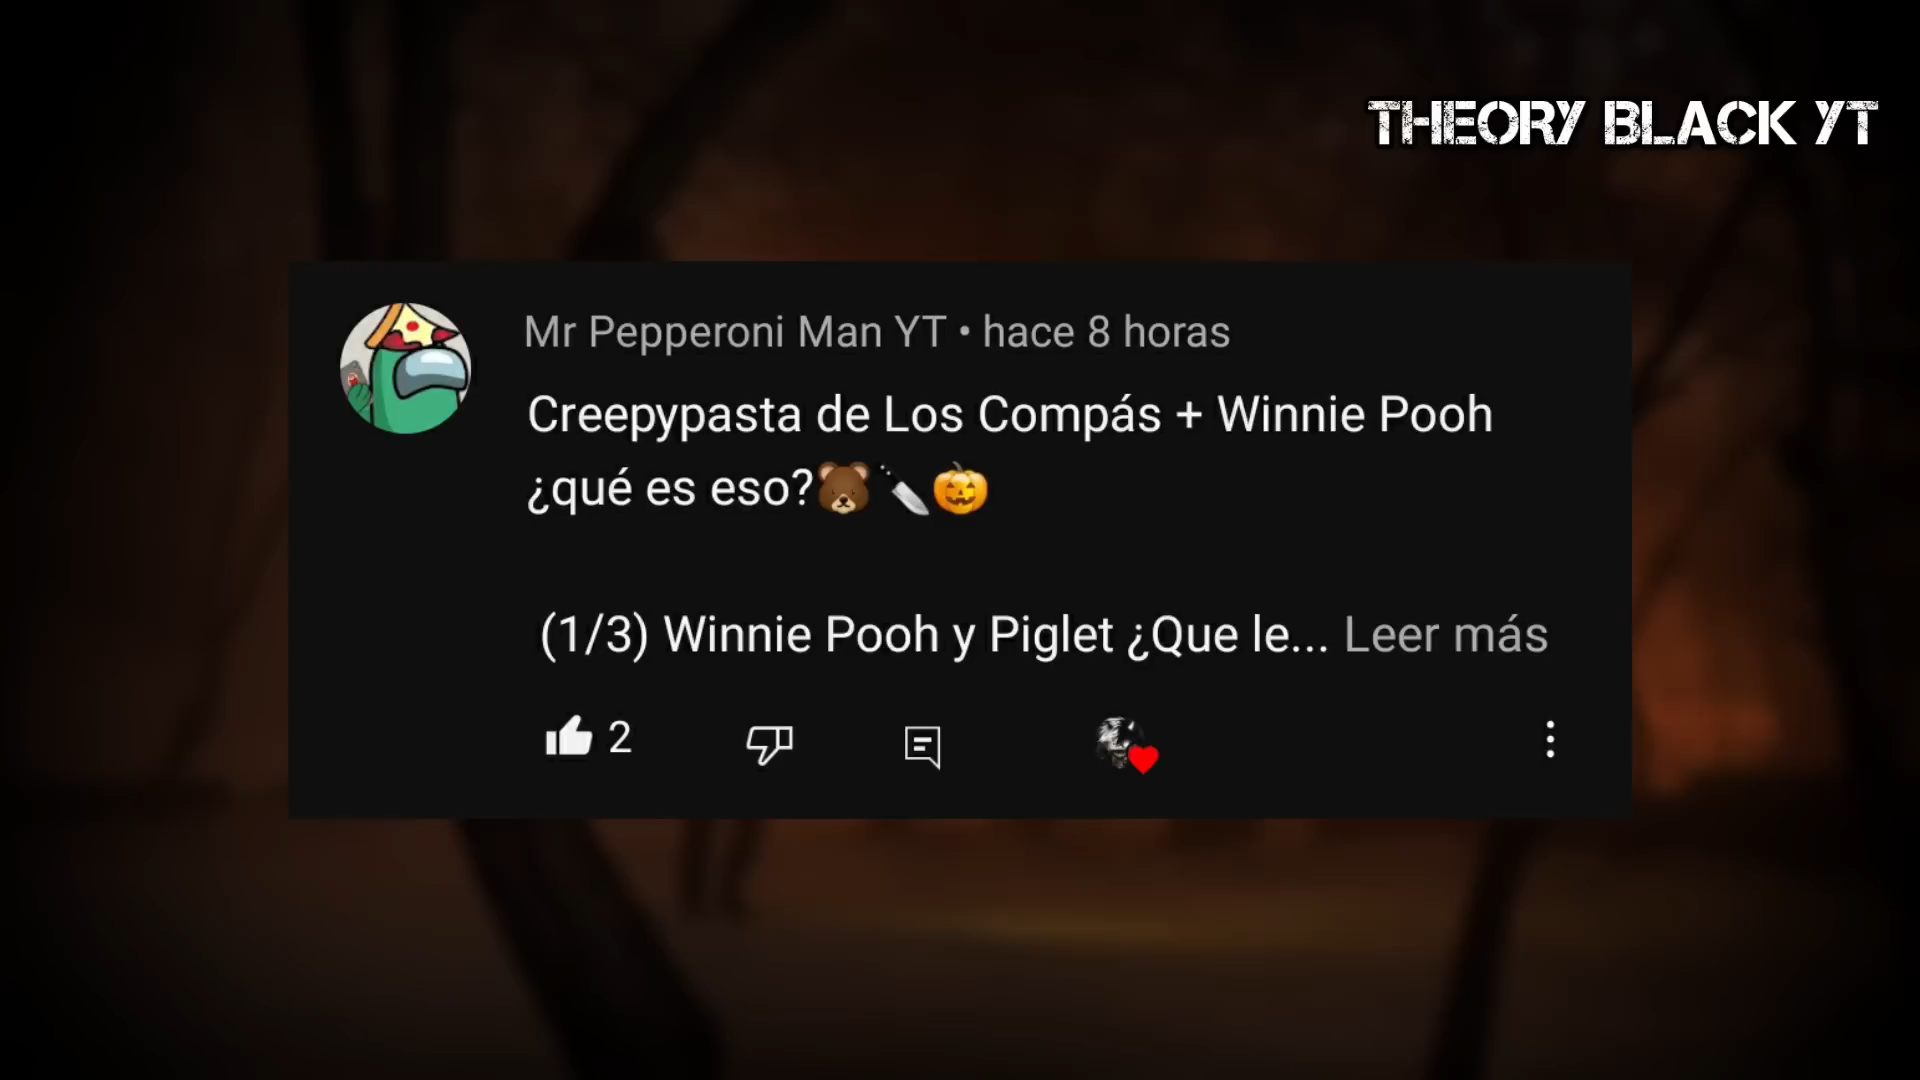 THEORY BLACK YT
Mr Pepperoni Man YT • hace 8 horas
Creepypasta de Los Compás + Winnie Pooh
¿qué es eso?🐻🔪🎃
(1/3) Winnie Pooh y Piglet ¿Que le... Leer más
2